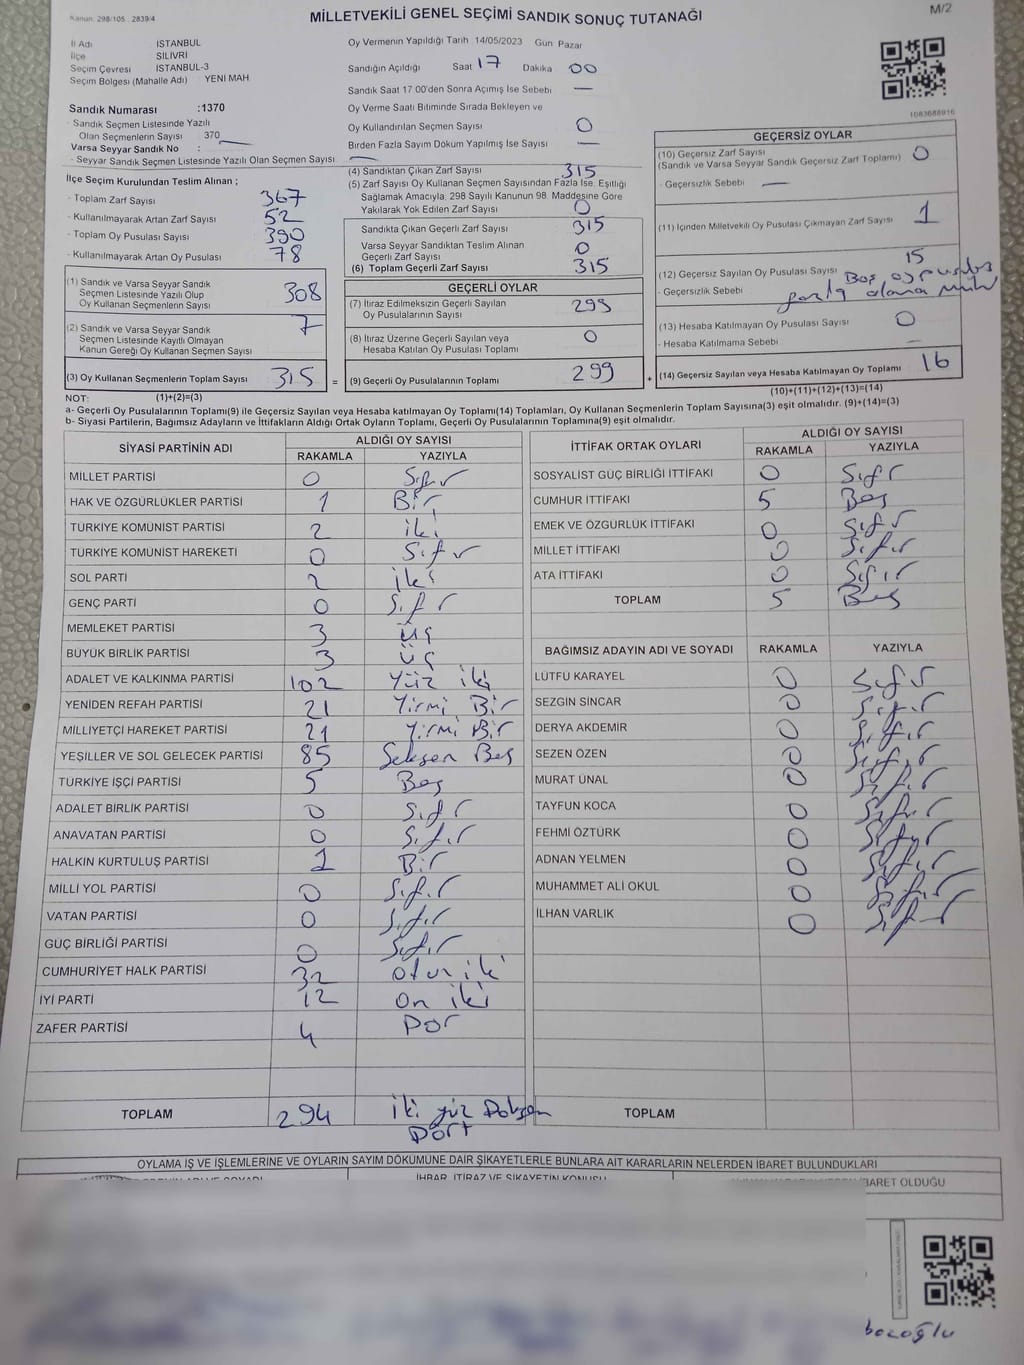 Kanun. 298/105 . 2839/4
MİLLETVEKİLİ GENEL SEÇİMİ SANDIK SONUÇ TUTANAĞI
M/2
İl Adı İSTANBUL
İlçe SİLİVRİ
Seçim Çevresi İSTANBUL-3
Seçim Bölgesi (Mahalle Adı) YENİ MAH
Sandık Numarası :1370
- Sandık Seçmen Listesinde Yazılı
Olan Seçmenlerin Sayısı 370
Varsa Seyyar Sandık No :
- Seyyar Sandık Seçmen Listesinde Yazılı Olan Seçmen Sayısı —
Oy Vermenin Yapıldığı Tarih 14/05/2023 Gün Pazar
Sandığın Açıldığı Saat 17 Dakika 00
Sandık Saat 17.00'den Sonra Açımış İse Sebebi —
Oy Verme Saati Bitiminde Sırada Bekleyen ve
Oy Kullandırılan Seçmen Sayısı 0
Birden Fazla Sayım Döküm Yapılmış İse Sayısı —
1083688916
İlçe Seçim Kurulundan Teslim Alınan ;
- Toplam Zarf Sayısı 367
- Kullanılmayarak Artan Zarf Sayısı 52
- Toplam Oy Pusulası Sayısı 390
- Kullanılmayarak Artan Oy Pusulası 78
(1) Sandık ve Varsa Seyyar Sandık
Seçmen Listesinde Yazılı Olup
Oy Kullanan Seçmenlerin Sayısı 308
(2) Sandık ve Varsa Seyyar Sandık
Seçmen Listesinde Kayıtlı Olmayan
Kanun Gereği Oy Kullanan Seçmen Sayısı 7
(3) Oy Kullanan Seçmenlerin Toplam Sayısı 315 =
(4) Sandıktan Çıkan Zarf Sayısı 315
(5) Zarf Sayısı Oy Kullanan Seçmen Sayısından Fazla İse, Eşitliği
Sağlamak Amacıyla, 298 Sayılı Kanunun 98. Maddesine Göre
Yakılarak Yok Edilen Zarf Sayısı 0
Sandıkta Çıkan Geçerli Zarf Sayısı 315
Varsa Seyyar Sandıktan Teslim Alınan
Geçerli Zarf Sayısı 0
(6) Toplam Geçerli Zarf Sayısı 315
GEÇERLİ OYLAR
(7) İtiraz Edilmeksizin Geçerli Sayılan
Oy Pusulalarının Sayısı 299
(8) İtiraz Üzerine Geçerli Sayılan veya
Hesaba Katılan Oy Pusulası Toplamı 0
(9) Geçerli Oy Pusulalarının Toplamı 299 +
GEÇERSİZ OYLAR
(10) Geçersiz Zarf Sayısı
(Sandık ve Varsa Seyyar Sandık Geçersiz Zarf Toplamı) 0
- Geçersizlik Sebebi —
(11) İçinden Milletvekili Oy Pusulası Çıkmayan Zarf Sayısı 1
(12) Geçersiz Sayılan Oy Pusulası Sayısı 15
- Geçersizlik Sebebi Boş oy pusulası
fazla olana mühür
(13) Hesaba Katılmayan Oy Pusulası Sayısı 0
- Hesaba Katılmama Sebebi —
(14) Geçersiz Sayılan veya Hesaba Katılmayan Oy Toplamı 16
NOT: (1)+(2)=(3)
(10)+(11)+(12)+(13)=(14)
a- Geçerli Oy Pusulalarının Toplamı(9) ile Geçersiz Sayılan veya Hesaba katılmayan Oy Toplamı(14) Toplamları, Oy Kullanan Seçmenlerin Toplam Sayısına(3) eşit olmalıdır. (9)+(14)=(3)
b- Siyasi Partilerin, Bağımsız Adayların ve İttifakların Aldığı Ortak Oyların Toplamı, Geçerli Oy Pusulalarının Toplamına(9) eşit olmalıdır.
SİYASİ PARTİNİN ADI ALDIĞI OY SAYISI
RAKAMLA YAZIYLA
MİLLET PARTİSİ 0 Sıfır
HAK VE ÖZGÜRLÜKLER PARTİSİ 1 Bir
TÜRKİYE KOMÜNİST PARTİSİ 2 iki
TÜRKİYE KOMÜNİST HAREKETİ 0 Sıfır
SOL PARTİ 2 iki
GENÇ PARTİ 0 Sıfır
MEMLEKET PARTİSİ 3 üç
BÜYÜK BİRLİK PARTİSİ 3 üç
ADALET VE KALKINMA PARTİSİ 102 Yüz iki
YENİDEN REFAH PARTİSİ 21 Yirmi Bir
MİLLİYETÇİ HAREKET PARTİSİ 21 Yirmi Bir
YEŞİLLER VE SOL GELECEK PARTİSİ 85 Seksen Beş
TÜRKİYE İŞÇİ PARTİSİ 5 Beş
ADALET BİRLİK PARTİSİ 0 Sıfır
ANAVATAN PARTİSİ 0 Sıfır
HALKIN KURTULUŞ PARTİSİ 1 Bir
MİLLİ YOL PARTİSİ 0 Sıfır
VATAN PARTİSİ 0 Sıfır
GÜÇ BİRLİĞİ PARTİSİ 0 Sıfır
CUMHURİYET HALK PARTİSİ 32 otuz iki
İYİ PARTİ 12 on iki
ZAFER PARTİSİ 4 Dör
TOPLAM 294 iki yüz Doksan
Dört
İTTİFAK ORTAK OYLARI ALDIĞI OY SAYISI
RAKAMLA YAZIYLA
SOSYALİST GÜÇ BİRLİĞİ İTTİFAKI 0 Sıfır
CUMHUR İTTİFAKI 5 Beş
EMEK VE ÖZGÜRLÜK İTTİFAKI 0 Sıfır
MİLLET İTTİFAKI 0 Sıfır
ATA İTTİFAKI 0 Sıfır
TOPLAM 5 Beş
BAĞIMSIZ ADAYIN ADI VE SOYADI RAKAMLA YAZIYLA
LÜTFÜ KARAYEL 0 Sıfır
SEZGİN SİNCAR 0 Sıfır
DERYA AKDEMİR 0 Sıfır
SEZEN ÖZEN 0 Sıfır
MURAT ÜNAL 0 Sıfır
TAYFUN KOCA 0 Sıfır
FEHMİ ÖZTÜRK 0 Sıfır
ADNAN YELMEN 0 Sıfır
MUHAMMET ALİ OKUL 0 Sıfır
İLHAN VARLIK 0 Sıfır
TOPLAM
OYLAMA İŞ VE İŞLEMLERİNE VE OYLARIN SAYIM DÖKÜMÜNE DAİR ŞİKAYETLERLE BUNLARA AİT KARARLARIN NELERDEN İBARET BULUNDUKLARI
İHBAR, İTİRAZ VE ŞİKAYETİN KONUSU
İBARET OLDUĞU
bozoğlu